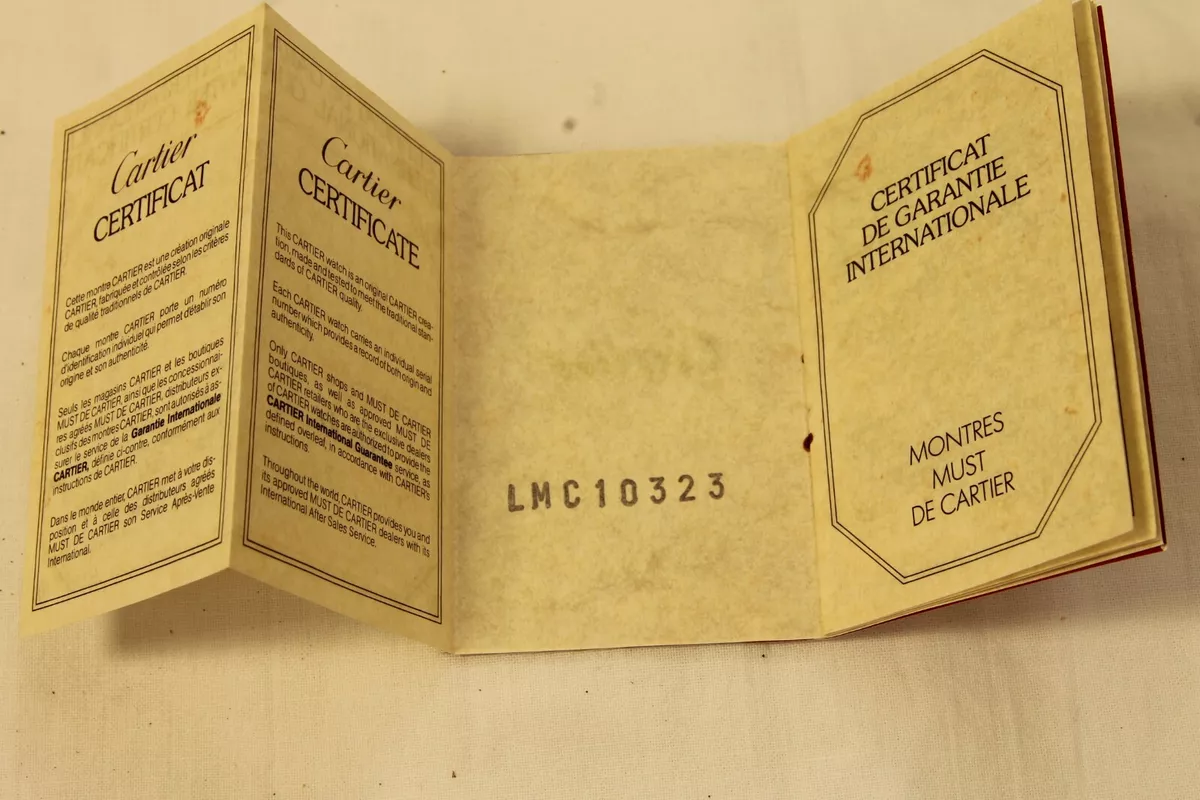 Cartier
CERTIFICAT
Cette montre CARTIER est une création originale
CARTIER, fabriquée et contrôlée selon les critères
de qualité traditionnels de CARTIER.
Chaque montre CARTIER porte un numéro
d'identification individuel qui permet d'établir son
origine et son authenticité.
Seuls les magasins CARTIER et les boutiques
MUST DE CARTIER, ainsi que les concessionnai-
res agréés MUST DE CARTIER, distributeurs ex-
clusifs des montres CARTIER, sont autorisés à as-
surer le service de la Garantie Internationale
CARTIER, définie ci-contre, conformément aux
instructions de CARTIER.
Dans le monde entier, CARTIER met à votre dis-
position et à celle des distributeurs agréés
MUST DE CARTIER son Service Après-Vente
International.
Cartier
CERTIFICATE
This CARTIER watch is an original CARTIER crea-
tion, made and tested to meet the traditional stan-
dards of CARTIER quality.
Each CARTIER watch carries an individual serial
number which provides a record of both origin and
authenticity.
Only CARTIER shops and MUST DE CARTIER
boutiques, as well as approved MUST DE
CARTIER retailers who are the exclusive dealers
of CARTIER watches are authorized to provide the
CARTIER International Guarantee service, as
defined overleaf, in accordance with CARTIER's
instructions.
Throughout the world, CARTIER provides you and
its approved MUST DE CARTIER dealers with its
International After Sales Service.
LMC10323
CERTIFICAT
DE GARANTIE
INTERNATIONALE
MONTRES
MUST
DE CARTIER